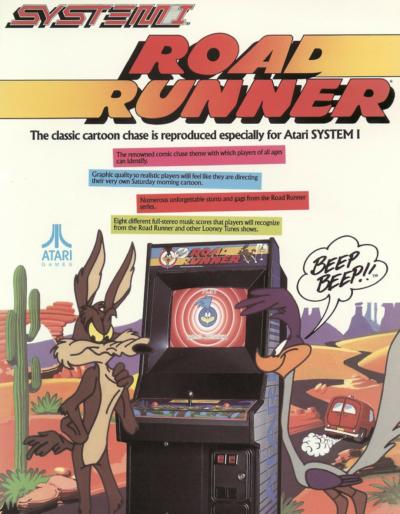 SYSTEM I
ROAD
RUNNER
The classic cartoon chase is reproduced especially for Atari SYSTEM I
The renowned comic chase theme with which players of all ages
can identify.
Graphic quality so realistic players will feel like they are directing
their very own Saturday morning cartoon.
Numerous unforgettable stunts and gags from the Road Runner
series.
Eight different full-stereo music scores that players will recognize
from the Road Runner and other Looney Tunes shows.
ATARI
GAMES
ROAD
RUNNER
BEEP
BEEP!!